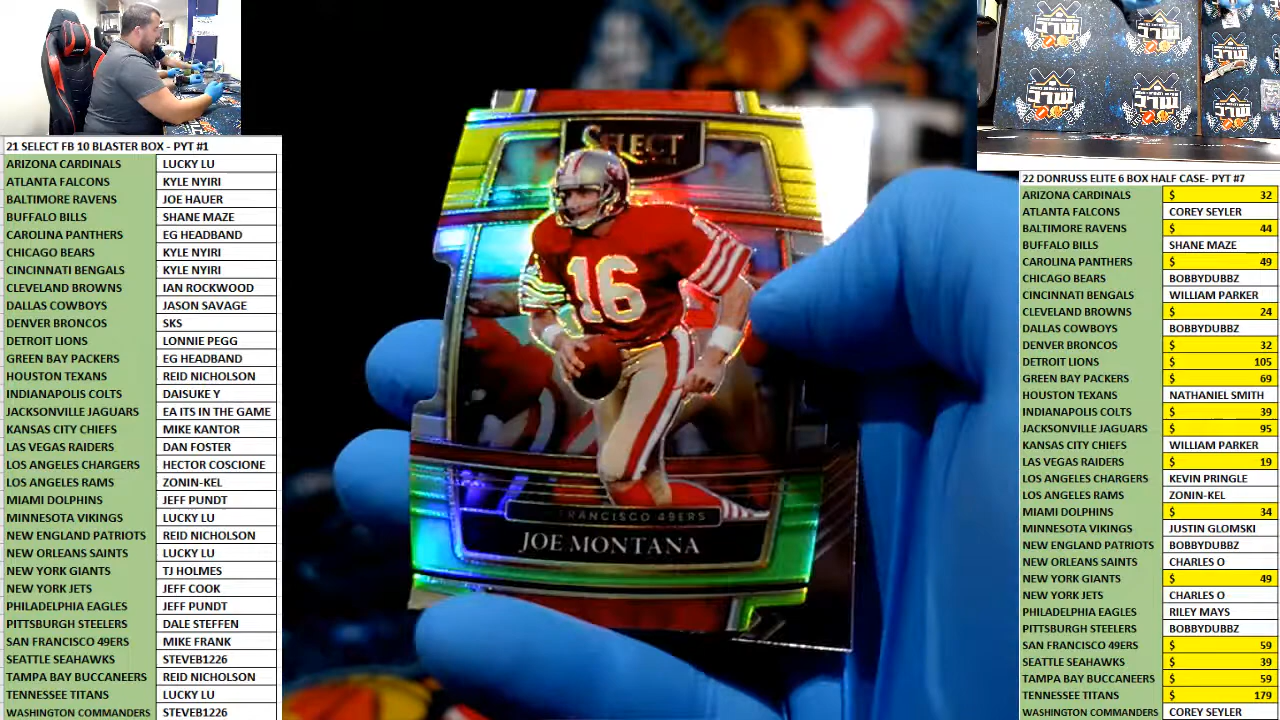 21 SELECT FB 10 BLASTER BOX - PYT #1
ARIZONA CARDINALS LUCKY LU
ATLANTA FALCONS KYLE NYIRI
BALTIMORE RAVENS JOE HAUER
BUFFALO BILLS SHANE MAZE
CAROLINA PANTHERS EG HEADBAND
CHICAGO BEARS KYLE NYIRI
CINCINNATI BENGALS KYLE NYIRI
CLEVELAND BROWNS IAN ROCKWOOD
DALLAS COWBOYS JASON SAVAGE
DENVER BRONCOS SKS
DETROIT LIONS LONNIE PEGG
GREEN BAY PACKERS EG HEADBAND
HOUSTON TEXANS REID NICHOLSON
INDIANAPOLIS COLTS DAISUKE Y
JACKSONVILLE JAGUARS EA ITS IN THE GAME
KANSAS CITY CHIEFS MIKE KANTOR
LAS VEGAS RAIDERS DAN FOSTER
LOS ANGELES CHARGERS HECTOR COSCIONE
LOS ANGELES RAMS ZONIN-KEL
MIAMI DOLPHINS JEFF PUNDT
MINNESOTA VIKINGS LUCKY LU
NEW ENGLAND PATRIOTS REID NICHOLSON
NEW ORLEANS SAINTS LUCKY LU
NEW YORK GIANTS TJ HOLMES
NEW YORK JETS JEFF COOK
PHILADELPHIA EAGLES JEFF PUNDT
PITTSBURGH STEELERS DALE STEFFEN
SAN FRANCISCO 49ERS MIKE FRANK
SEATTLE SEAHAWKS STEVEB1226
TAMPA BAY BUCCANEERS REID NICHOLSON
TENNESSEE TITANS LUCKY LU
WASHINGTON COMMANDERS STEVEB1226
SELECT
16
FRANCISCO 49ERS
JOE MONTANA
22 DONRUSS ELITE 6 BOX HALF CASE- PYT #7
ARIZONA CARDINALS $ 32
ATLANTA FALCONS COREY SEYLER
BALTIMORE RAVENS $ 44
BUFFALO BILLS SHANE MAZE
CAROLINA PANTHERS $ 49
CHICAGO BEARS BOBBYDUBBZ
CINCINNATI BENGALS WILLIAM PARKER
CLEVELAND BROWNS $ 24
DALLAS COWBOYS BOBBYDUBBZ
DENVER BRONCOS $ 32
DETROIT LIONS $ 105
GREEN BAY PACKERS $ 69
HOUSTON TEXANS NATHANIEL SMITH
INDIANAPOLIS COLTS $ 39
JACKSONVILLE JAGUARS $ 95
KANSAS CITY CHIEFS WILLIAM PARKER
LAS VEGAS RAIDERS $ 19
LOS ANGELES CHARGERS KEVIN PRINGLE
LOS ANGELES RAMS ZONIN-KEL
MIAMI DOLPHINS $ 34
MINNESOTA VIKINGS JUSTIN GLOMSKI
NEW ENGLAND PATRIOTS BOBBYDUBBZ
NEW ORLEANS SAINTS CHARLES O
NEW YORK GIANTS $ 49
NEW YORK JETS CHARLES O
PHILADELPHIA EAGLES RILEY MAYS
PITTSBURGH STEELERS BOBBYDUBBZ
SAN FRANCISCO 49ERS $ 59
SEATTLE SEAHAWKS $ 39
TAMPA BAY BUCCANEERS $ 59
TENNESSEE TITANS $ 179
WASHINGTON COMMANDERS COREY SEYLER